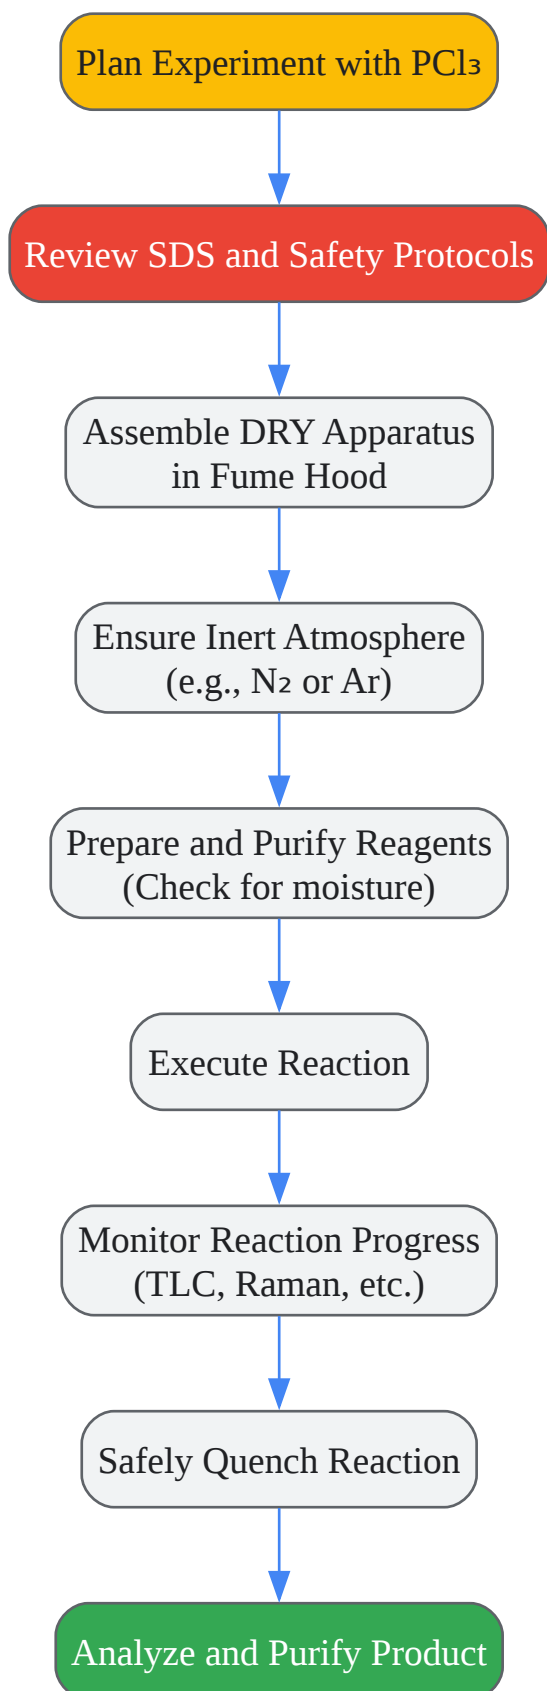 Plan Experiment with PCl₃
Review SDS and Safety Protocols
Assemble DRY Apparatus
in Fume Hood
Ensure Inert Atmosphere
(e.g., N₂ or Ar)
Prepare and Purify Reagents
(Check for moisture)
Execute Reaction
Monitor Reaction Progress
(TLC, Raman, etc.)
Safely Quench Reaction
Analyze and Purify Product